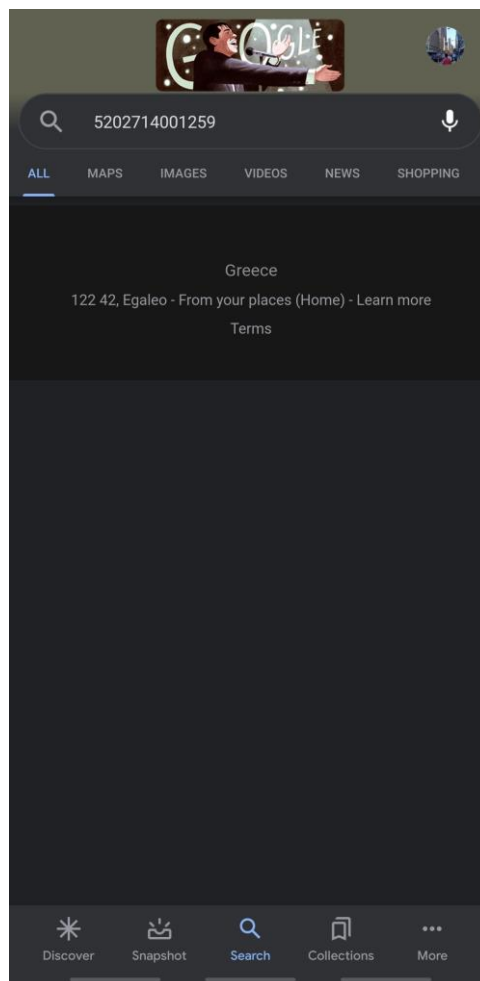 GOOGLE
5202714001259
ALL MAPS IMAGES VIDEOS NEWS SHOPPING
Greece
122 42, Egaleo - From your places (Home) - Learn more
Terms
Discover Snapshot Search Collections More